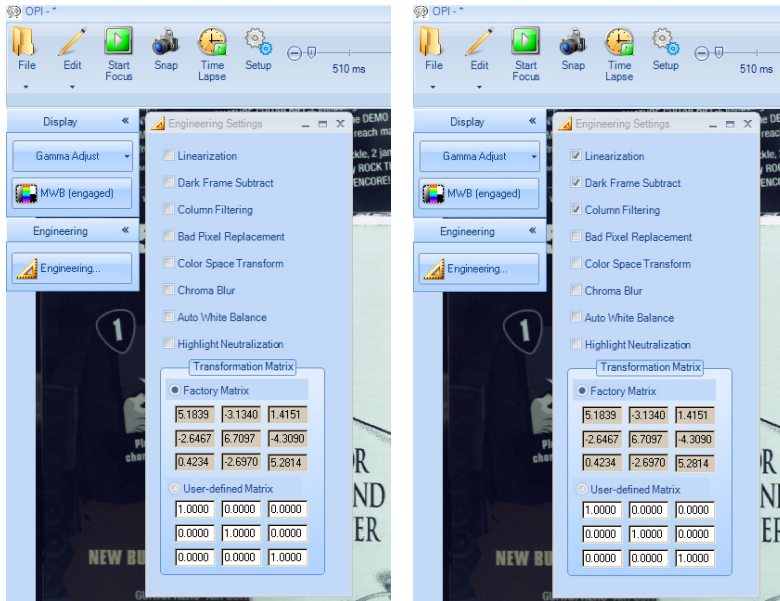 OPI - *
File
Edit
Start Focus
Snap
Time Lapse
Setup
510 ms
Display «
Gamma Adjust
MWB (engaged)
Engineering «
Engineering...
Engineering Settings
Linearization
Dark Frame Subtract
Column Filtering
Bad Pixel Replacement
Color Space Transform
Chroma Blur
Auto White Balance
Highlight Neutralization
Transformation Matrix
Factory Matrix
5.1839 -3.1340 1.4151
-2.6467 6.7097 -4.3090
0.4234 -2.6970 5.2814
User-defined Matrix
1.0000 0.0000 0.0000
0.0000 1.0000 0.0000
0.0000 0.0000 1.0000
DEMO
reach
ROCK
ENCORE!
1
R
ND
ER
NEW
OPI - *
File
Edit
Start Focus
Snap
Time Lapse
Setup
510 ms
Display «
Gamma Adjust
MWB (engaged)
Engineering «
Engineering...
Engineering Settings
Linearization
Dark Frame Subtract
Column Filtering
Bad Pixel Replacement
Color Space Transform
Chroma Blur
Auto White Balance
Highlight Neutralization
Transformation Matrix
Factory Matrix
5.1839 -3.1340 1.4151
-2.6467 6.7097 -4.3090
0.4234 -2.6970 5.2814
User-defined Matrix
1.0000 0.0000 0.0000
0.0000 1.0000 0.0000
0.0000 0.0000 1.0000
1
NEW